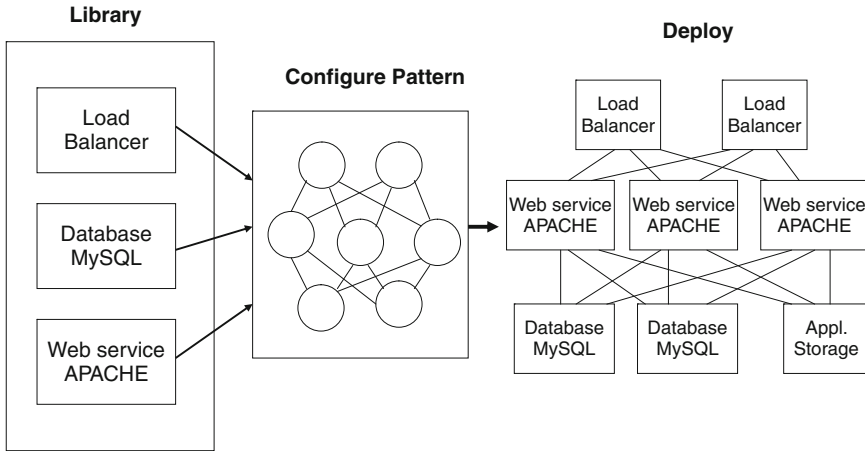 Library
Load
Balancer
Database
MySQL
Web service
APACHE
Configure Pattern
Deploy
Load
Balancer
Load
Balancer
Web service
APACHE
Web service
APACHE
Web service
APACHE
Database
MySQL
Database
MySQL
Appl.
Storage